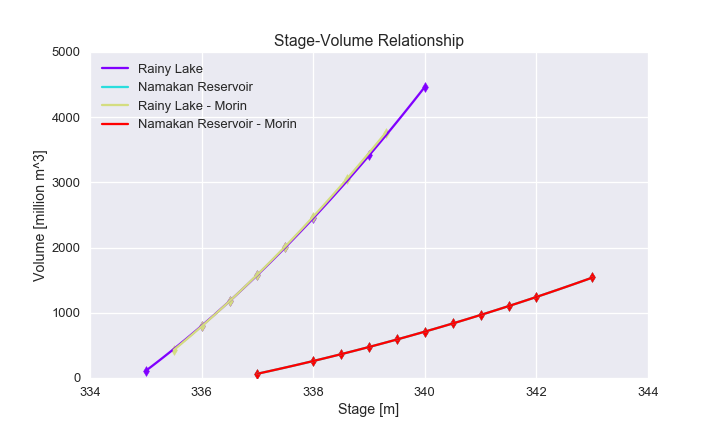 Stage-Volume Relationship
Volume [million m^3]
5000
4000
3000
2000
1000
0
Rainy Lake
Namakan Reservoir
Rainy Lake - Morin
Namakan Reservoir - Morin
334 336 338 340 342 344
Stage [m]